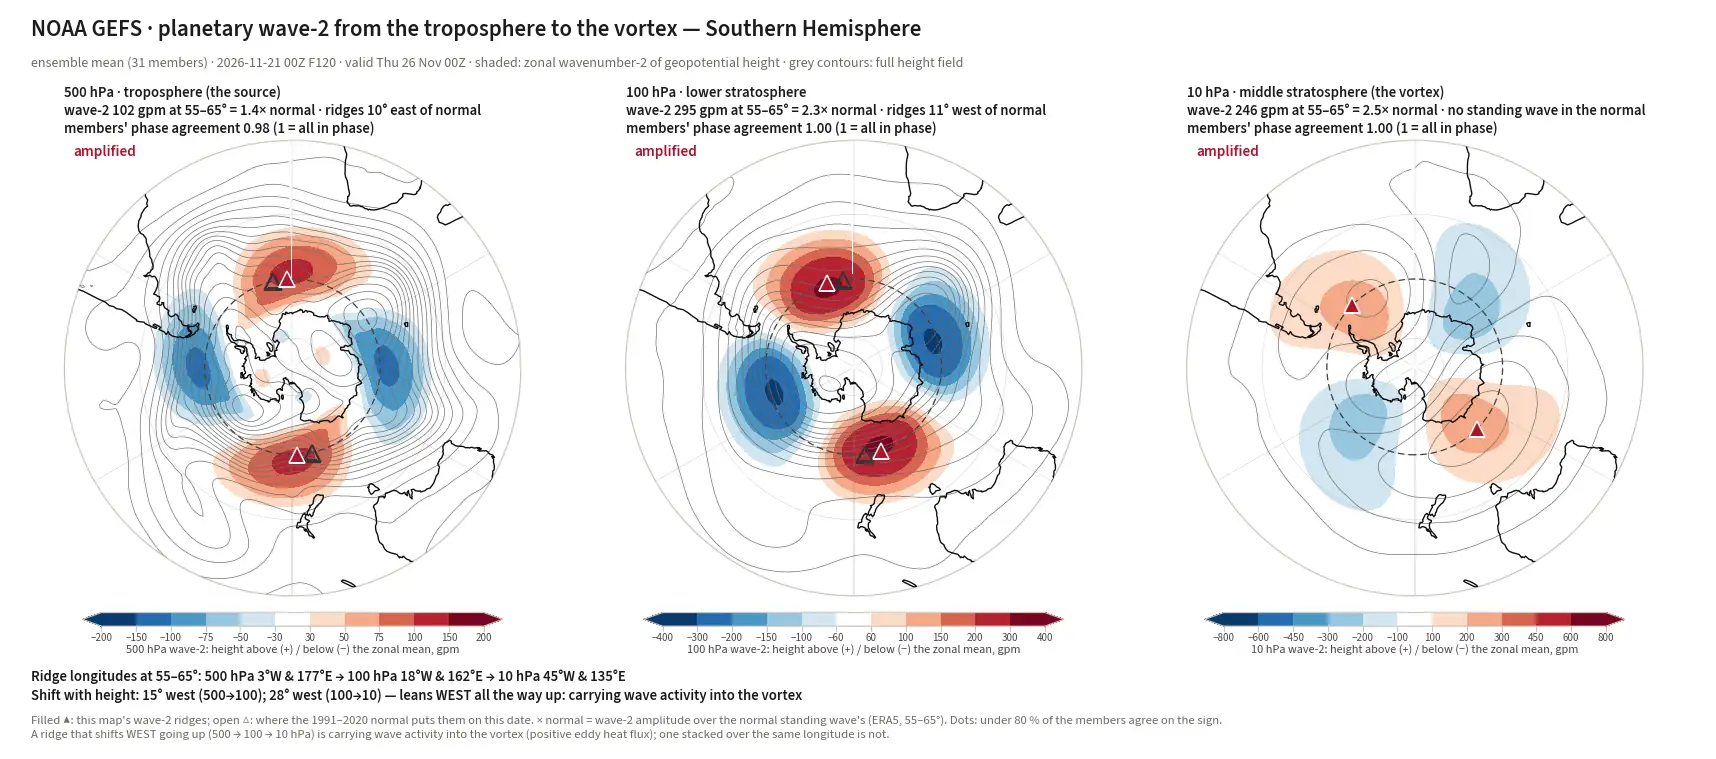 NOAA GEFS · planetary wave-2 from the troposphere to the vortex — Southern Hemisphere
ensemble mean (31 members) · 2026-11-21 00Z F120 · valid Thu 26 Nov 00Z · shaded: zonal wavenumber-2 of geopotential height · grey contours: full height field
500 hPa · troposphere (the source)
wave-2 102 gpm at 55–65° = 1.4× normal · ridges 10° east of normal
members' phase agreement 0.98 (1 = all in phase)
amplified
100 hPa · lower stratosphere
wave-2 295 gpm at 55–65° = 2.3× normal · ridges 11° west of normal
members' phase agreement 1.00 (1 = all in phase)
amplified
10 hPa · middle stratosphere (the vortex)
wave-2 246 gpm at 55–65° = 2.5× normal · no standing wave in the normal
members' phase agreement 1.00 (1 = all in phase)
amplified
−200 −150 −100 −75 −50 −30 30 50 75 100 150 200
500 hPa wave-2: height above (+) / below (−) the zonal mean, gpm
−400 −300 −200 −150 −100 −60 60 100 150 200 300 400
100 hPa wave-2: height above (+) / below (−) the zonal mean, gpm
−800 −600 −450 −300 −200 −100 100 200 300 450 600 800
10 hPa wave-2: height above (+) / below (−) the zonal mean, gpm
Ridge longitudes at 55–65°: 500 hPa 3°W & 177°E → 100 hPa 18°W & 162°E → 10 hPa 45°W & 135°E
Shift with height: 15° west (500→100); 28° west (100→10) — leans WEST all the way up: carrying wave activity into the vortex
Filled ▲: this map's wave-2 ridges; open △: where the 1991–2020 normal puts them on this date. × normal = wave-2 amplitude over the normal standing wave's (ERA5, 55–65°). Dots: under 80 % of the members agree on the sign.
A ridge that shifts WEST going up (500 → 100 → 10 hPa) is carrying wave activity into the vortex (positive eddy heat flux); one stacked over the same longitude is not.